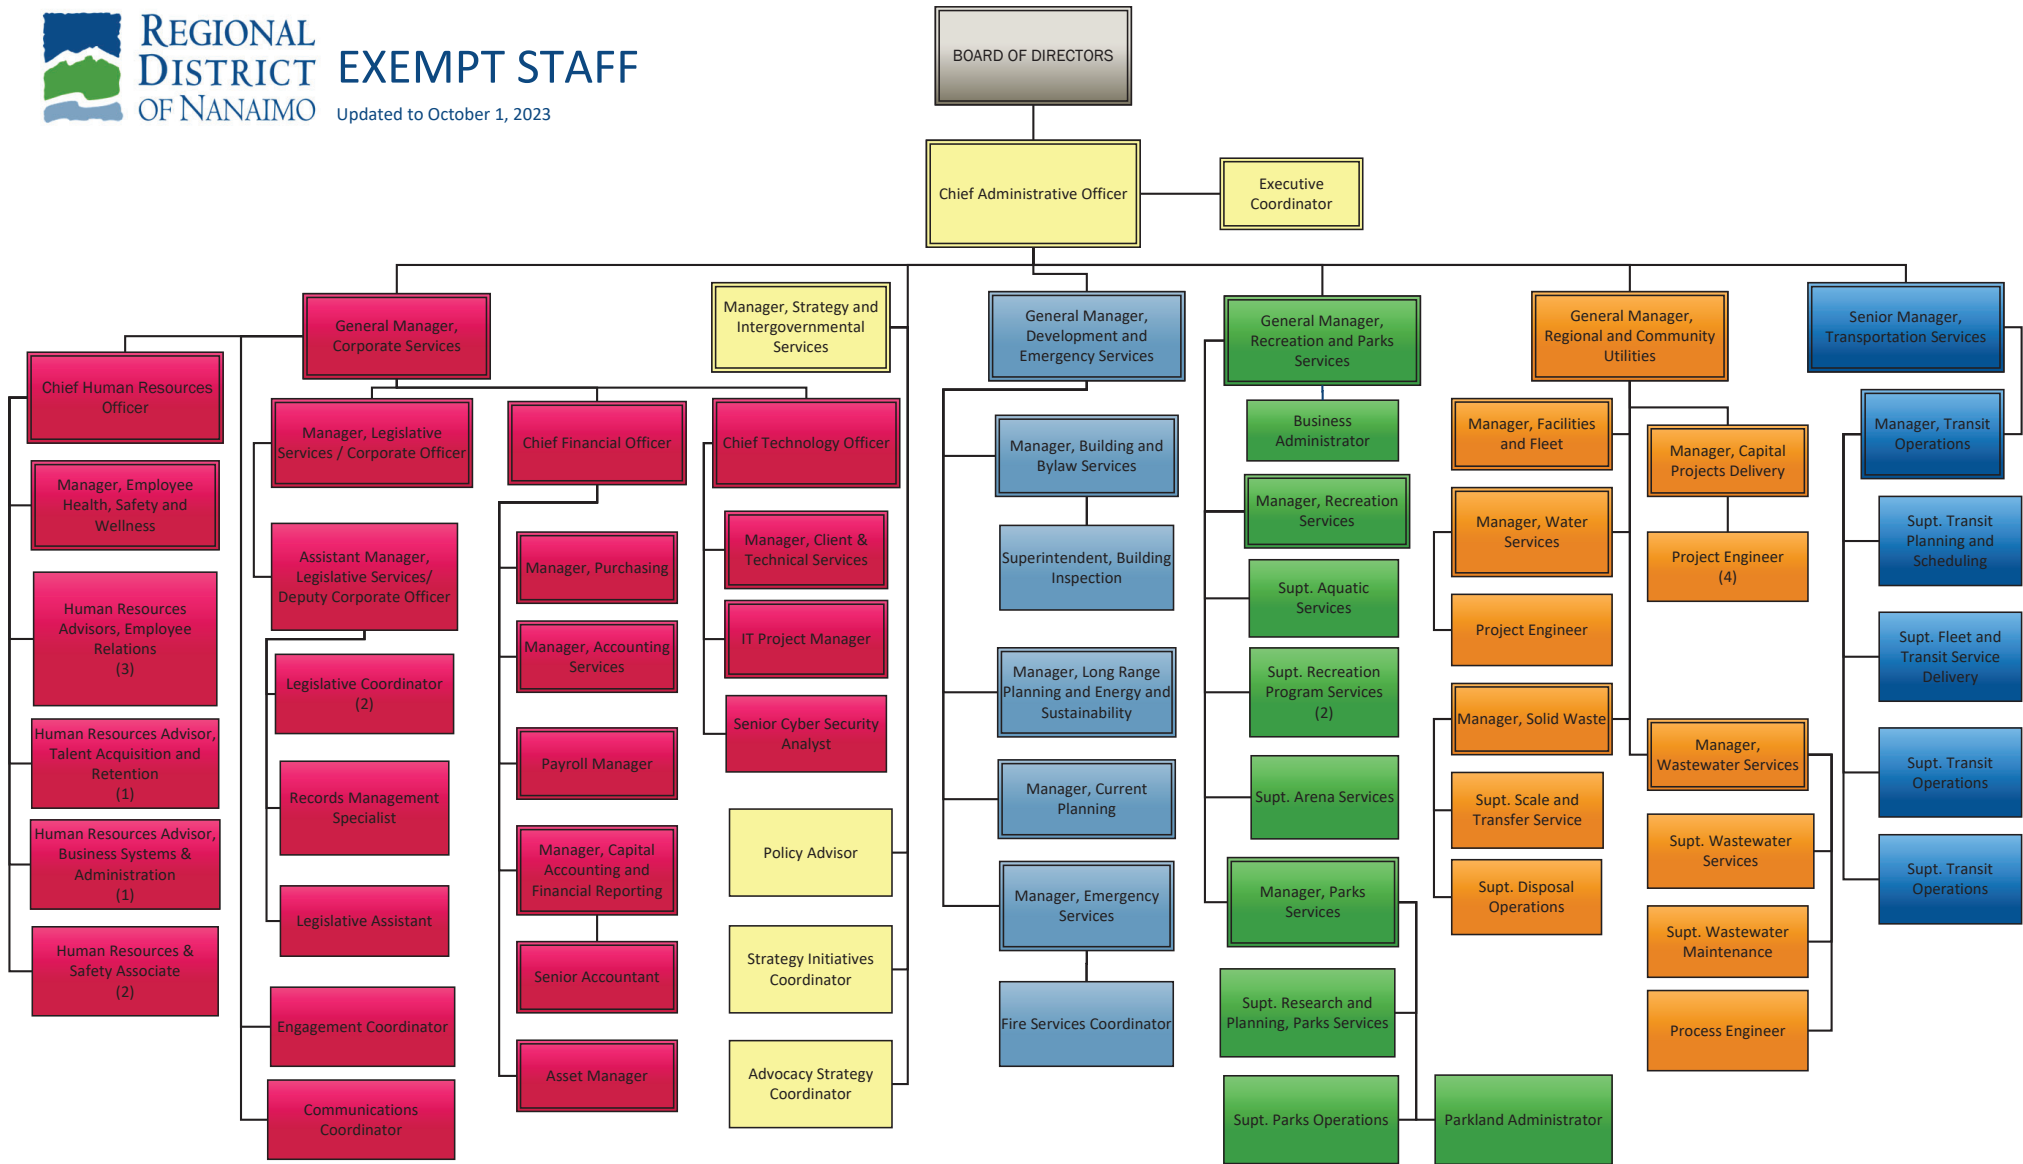 REGIONAL
DISTRICT
OF NANAIMO
EXEMPT STAFF
Updated to October 1, 2023
BOARD OF DIRECTORS
Chief Administrative Officer
Executive
Coordinator
General Manager,
Corporate Services
Chief Human Resources
Officer
Manager, Employee
Health, Safety and
Wellness
Human Resources
Advisors, Employee
Relations
(3)
Human Resources Advisor,
Talent Acquisition and
Retention
(1)
Human Resources Advisor,
Business Systems &
Administration
(1)
Human Resources &
Safety Associate
(2)
Manager, Legislative
Services / Corporate Officer
Assistant Manager,
Legislative Services/
Deputy Corporate Officer
Legislative Coordinator
(2)
Records Management
Specialist
Legislative Assistant
Engagement Coordinator
Communications
Coordinator
Chief Financial Officer
Manager, Purchasing
Manager, Accounting
Services
Payroll Manager
Manager, Capital
Accounting and
Financial Reporting
Senior Accountant
Asset Manager
Chief Technology Officer
Manager, Client &
Technical Services
IT Project Manager
Senior Cyber Security
Analyst
Manager, Strategy and
Intergovernmental
Services
Policy Advisor
Strategy Initiatives
Coordinator
Advocacy Strategy
Coordinator
General Manager,
Development and
Emergency Services
Manager, Building and
Bylaw Services
Superintendent, Building
Inspection
Manager, Long Range
Planning and Energy and
Sustainability
Manager, Current
Planning
Manager, Emergency
Services
Fire Services Coordinator
General Manager,
Recreation and Parks
Services
Business
Administrator
Manager, Recreation
Services
Supt. Aquatic
Services
Supt. Recreation
Program Services
(2)
Supt. Arena Services
Manager, Parks
Services
Supt. Research and
Planning, Parks Services
Supt. Parks Operations
Parkland Administrator
General Manager,
Regional and Community
Utilities
Manager, Facilities
and Fleet
Manager, Water
Services
Project Engineer
Manager, Solid Waste
Supt. Scale and
Transfer Service
Supt. Disposal
Operations
Manager, Capital
Projects Delivery
Project Engineer
(4)
Manager,
Wastewater Services
Supt. Wastewater
Services
Supt. Wastewater
Maintenance
Process Engineer
Senior Manager,
Transportation Services
Manager, Transit
Operations
Supt. Transit
Planning and
Scheduling
Supt. Fleet and
Transit Service
Delivery
Supt. Transit
Operations
Supt. Transit
Operations